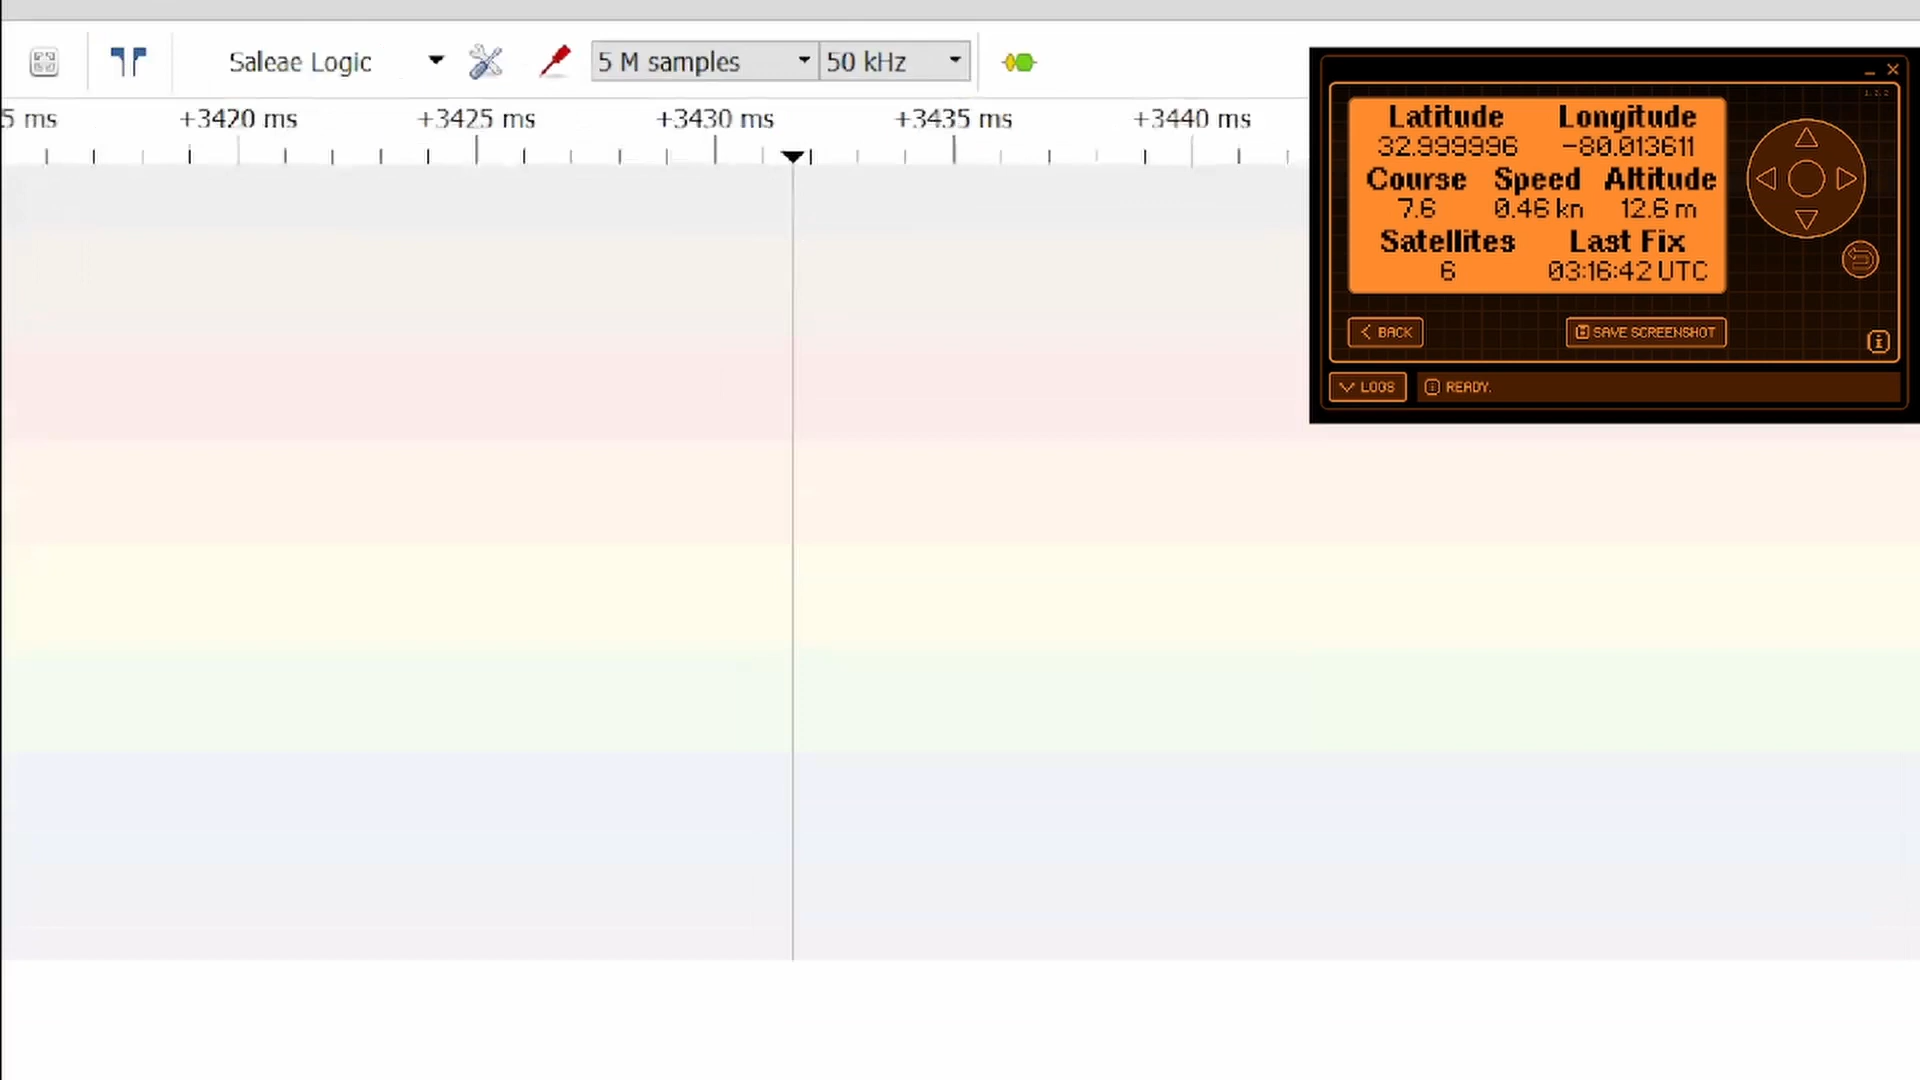 Saleae Logic
5 M samples
50 kHz
5 ms
+3420 ms
+3425 ms
+3430 ms
+3435 ms
+3440 ms
Latitude Longitude
32.999996 -80.013611
Course Speed Altitude
7.6 0.46 kn 12.6 m
Satellites Last Fix
6 03:16:42 UTC
BACK
SAVE SCREENSHOT
LOGS
READY.